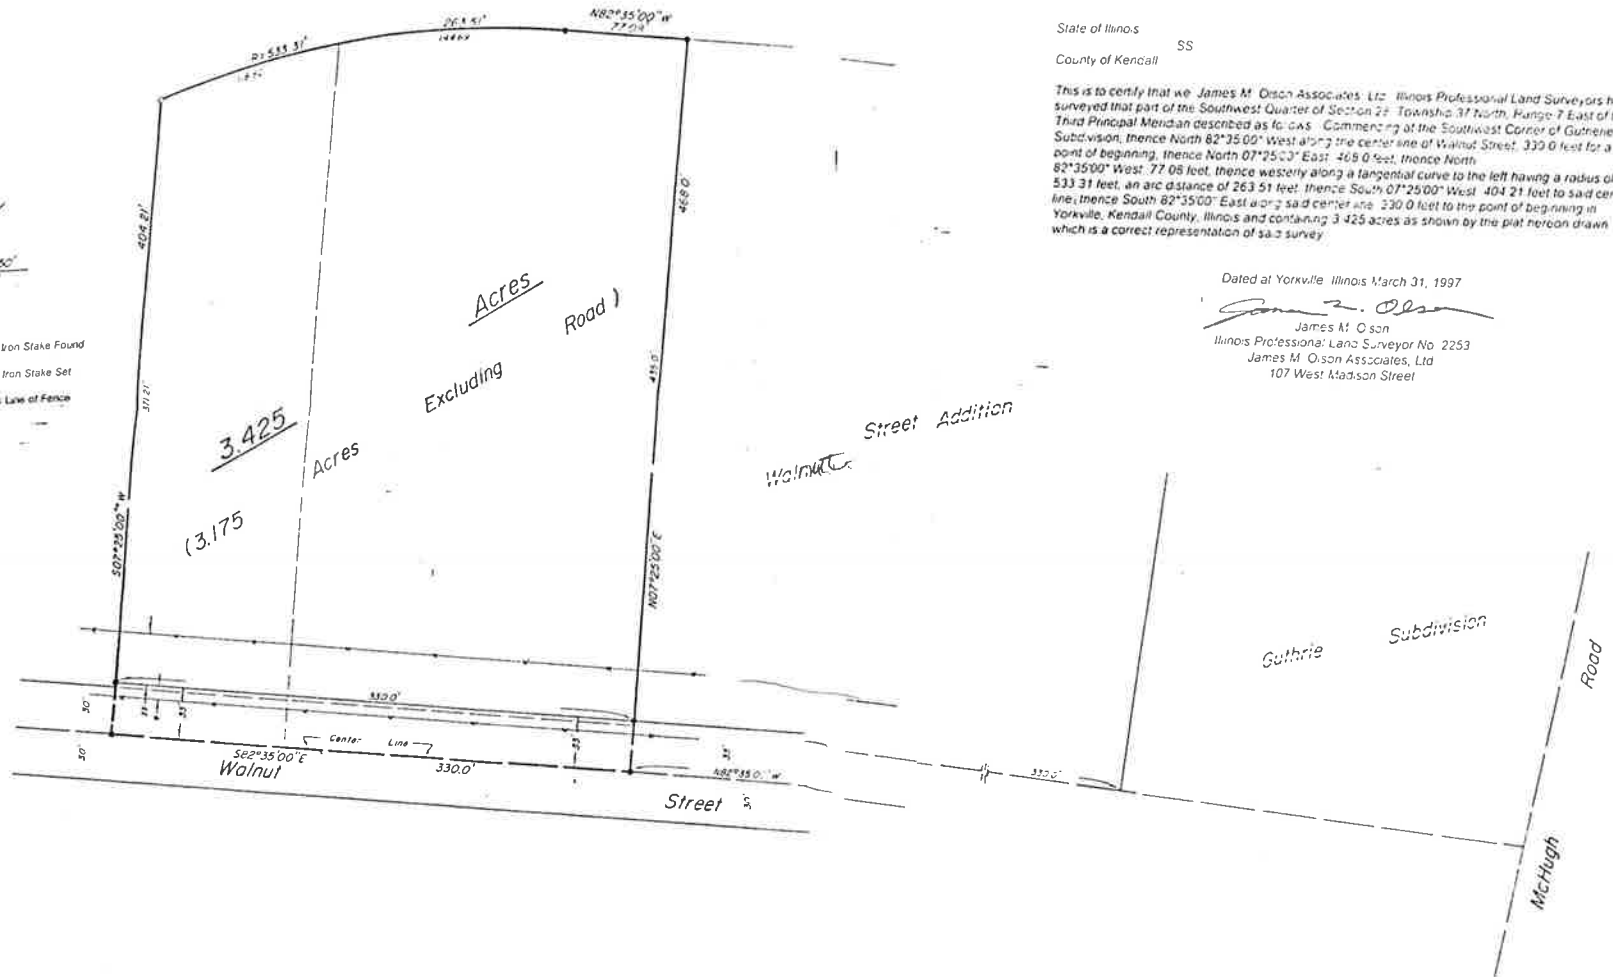 State of Illinois
SS
County of Kendall
This is to certify that we James M. Olson Associates, Ltd. Illinois Professional Land Surveyors
surveyed that part of the Southwest Quarter of Section Township 37 North, Range 7 East of
Third Principal Meridian described as follows Commencing at the Southwest Corner of
Subdivision, thence North 82°35'00" West along the center line of Walnut Street, 330.0 feet for a
point of beginning, thence North 07°25'00" East 468.0 feet, thence North
82°35'00" West 77.08 feet, thence westerly along a tangential curve to the left having a radius
533.31 feet, an arc distance of 263.51 feet, thence South 07°25'00" West 404.21 feet to said
line; thence South 82°35'00" East along said center line 330.0 feet to the point of beginning in
Yorkville, Kendall County, Illinois and containing 3.425 acres as shown by the plat hereon drawn
which is a correct representation of said survey
Dated at Yorkville Illinois March 31, 1997
James M. Olson
Illinois Professional Land Surveyor No. 2253
James M. Olson Associates, Ltd
107 West Madison Street
N82°35'00"W
263.51'
R=533.31'
404.21'
468.0'
Iron Stake Found
Iron Stake Set
Line of Fence
371.21'
435.0'
3.425 Acres
(3.175 Acres Excluding Road)
S07°25'00"W
N07°25'00"E
Walnut Street Addition
Guthrie Subdivision
330.0'
33'
33'
Center Line
S82°35'00"E
330.0'
330.0'
Walnut Street
McHugh Road